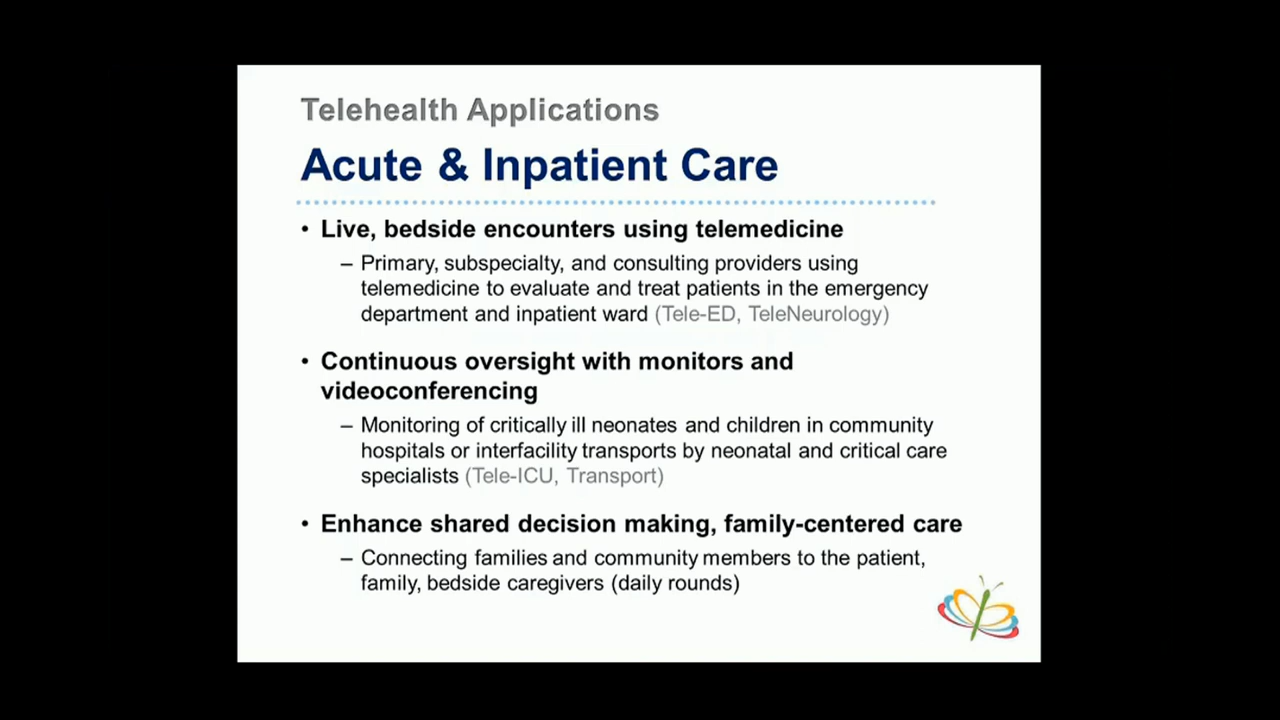 Telehealth Applications
Acute & Inpatient Care
• Live, bedside encounters using telemedicine
– Primary, subspecialty, and consulting providers using
telemedicine to evaluate and treat patients in the emergency
department and inpatient ward (Tele-ED, TeleNeurology)
• Continuous oversight with monitors and
videoconferencing
– Monitoring of critically ill neonates and children in community
hospitals or interfacility transports by neonatal and critical care
specialists (Tele-ICU, Transport)
• Enhance shared decision making, family-centered care
– Connecting families and community members to the patient,
family, bedside caregivers (daily rounds)